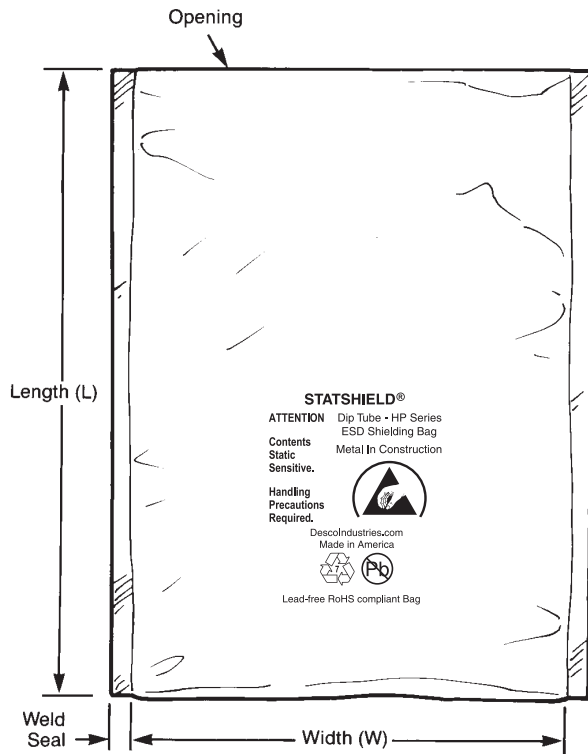 Opening
Length (L)
STATSHIELD®
ATTENTION
Contents
Static
Sensitive.
Handling
Precautions
Required.
Dip Tube - HP Series
ESD Shielding Bag
Metal In Construction
DescoIndustries.com
Made in America
7
Pb
Lead-free RoHS compliant Bag
Weld
Seal
Width (W)